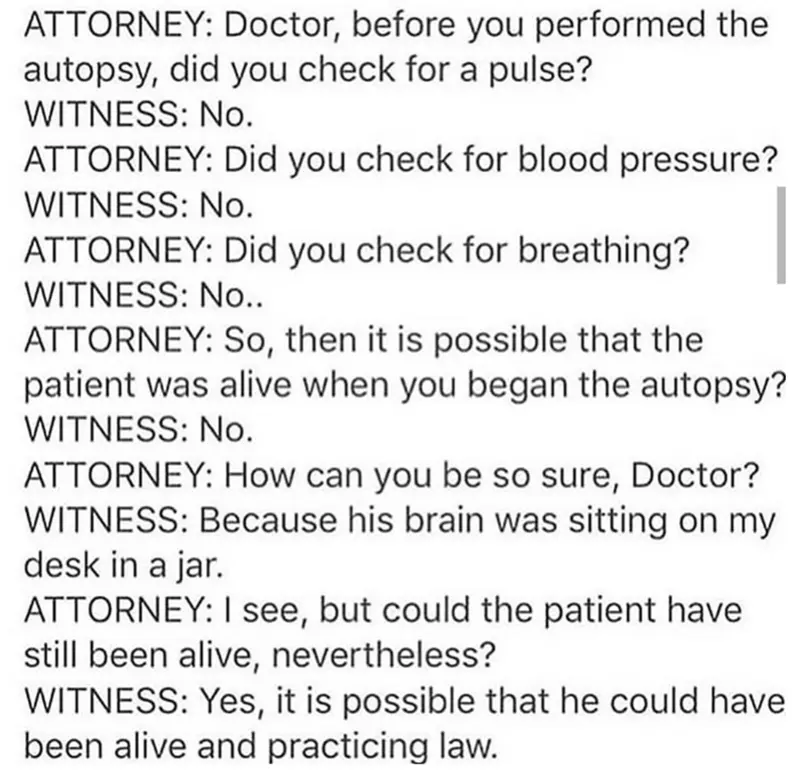 ATTORNEY: Doctor, before you performed the
autopsy, did you check for a pulse?
WITNESS: No.
ATTORNEY: Did you check for blood pressure?
WITNESS: No.
ATTORNEY: Did you check for breathing?
WITNESS: No..
ATTORNEY: So, then it is possible that the
patient was alive when you began the autopsy?
WITNESS: No.
ATTORNEY: How can you be so sure, Doctor?
WITNESS: Because his brain was sitting on my
desk in a jar.
ATTORNEY: I see, but could the patient have
still been alive, nevertheless?
WITNESS: Yes, it is possible that he could have
been alive and practicing law.